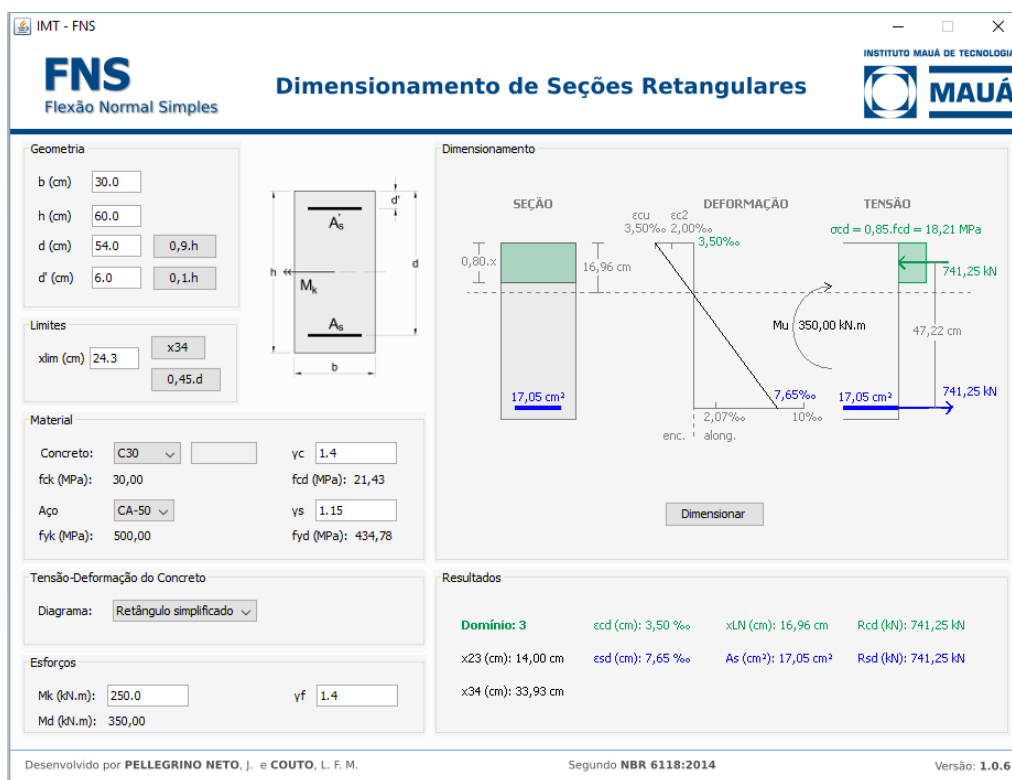 IMT - FNS
FNS
Flexão Normal Simples
Dimensionamento de Seções Retangulares
INSTITUTO MAUÁ DE TECNOLOGIA
MAUÁ
Geometria
b (cm) 30.0
h (cm) 60.0
d (cm) 54.0 0,9.h
d' (cm) 6.0 0,1.h
A's
d'
h
Mk
d
As
b
Limites
xlim (cm) 24.3
x34
0,45.d
Material
Concreto: C30 γc 1.4
fck (MPa): 30,00 fcd (MPa): 21,43
Aço CA-50 γs 1.15
fyk (MPa): 500,00 fyd (MPa): 434,78
Tensão-Deformação do Concreto
Diagrama: Retângulo simplificado
Esforços
Mk (kN.m): 250.0 γf 1.4
Md (kN.m): 350,00
Dimensionamento
SEÇÃO DEFORMAÇÃO TENSÃO
εcu εc2
3,50‰ 2,00‰
3,50‰
σcd = 0,85.fcd = 18,21 MPa
0,80.x
16,96 cm
741,25 kN
Mu 350,00 kN.m
47,22 cm
17,05 cm²
7,65‰
17,05 cm²
741,25 kN
2,07‰ 10‰
enc. along.
Dimensionar
Resultados
Domínio: 3 εcd (cm): 3,50 ‰ xLN (cm): 16,96 cm Rcd (kN): 741,25 kN
x23 (cm): 14,00 cm εsd (cm): 7,65 ‰ As (cm²): 17,05 cm² Rsd (kN): 741,25 kN
x34 (cm): 33,93 cm
Desenvolvido por PELLEGRINO NETO, J. e COUTO, L. F. M. Segundo NBR 6118:2014 Versão: 1.0.6